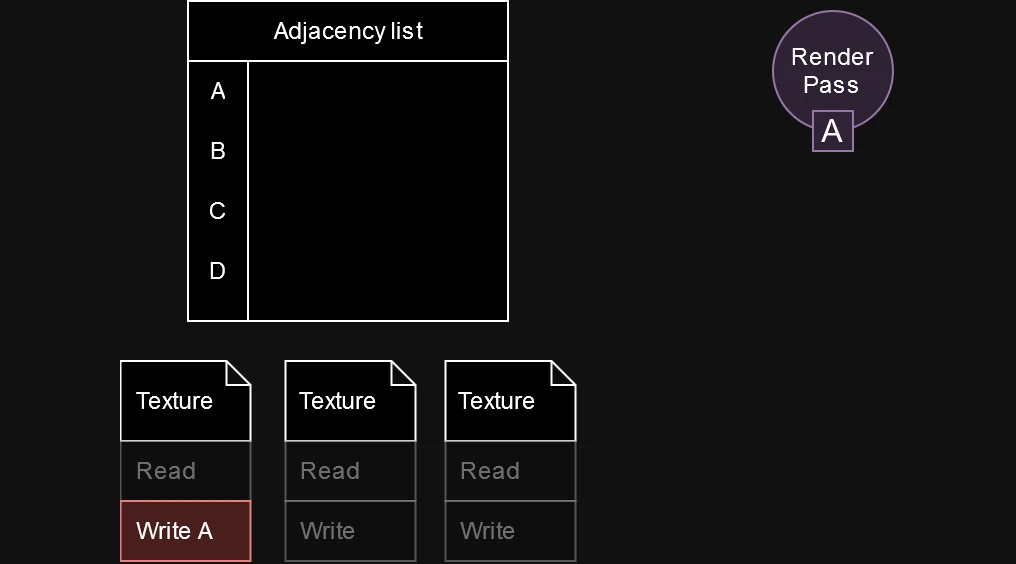 Adjacency list
A
B
C
D
Render
Pass
A
Texture
Read
Write A
Texture
Read
Write
Texture
Read
Write